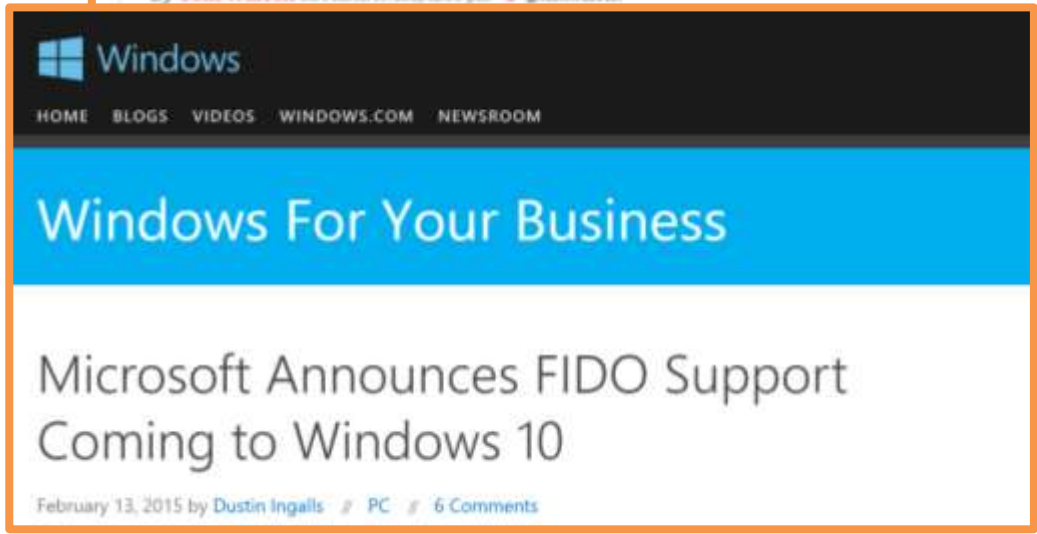 Windows
HOME BLOGS VIDEOS WINDOWS.COM NEWSROOM
Windows For Your Business
Microsoft Announces FIDO Support
Coming to Windows 10
February 13, 2015 by Dustin Ingalls // PC // 6 Comments